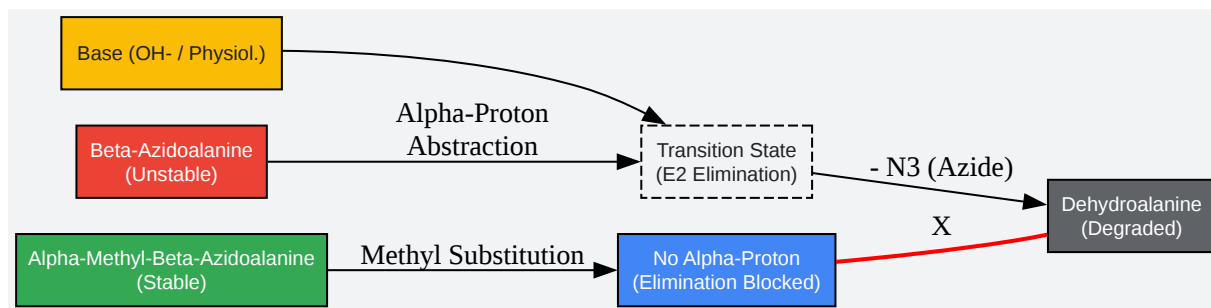 Base (OH- / Physiol.)
Alpha-Proton
Abstraction
Beta-Azidoalanine
(Unstable)
Transition State
(E2 Elimination)
- N3 (Azide)
Dehydroalanine
(Degraded)
X
Alpha-Methyl-Beta-Azidoalanine
(Stable)
Methyl Substitution
No Alpha-Proton
(Elimination Blocked)